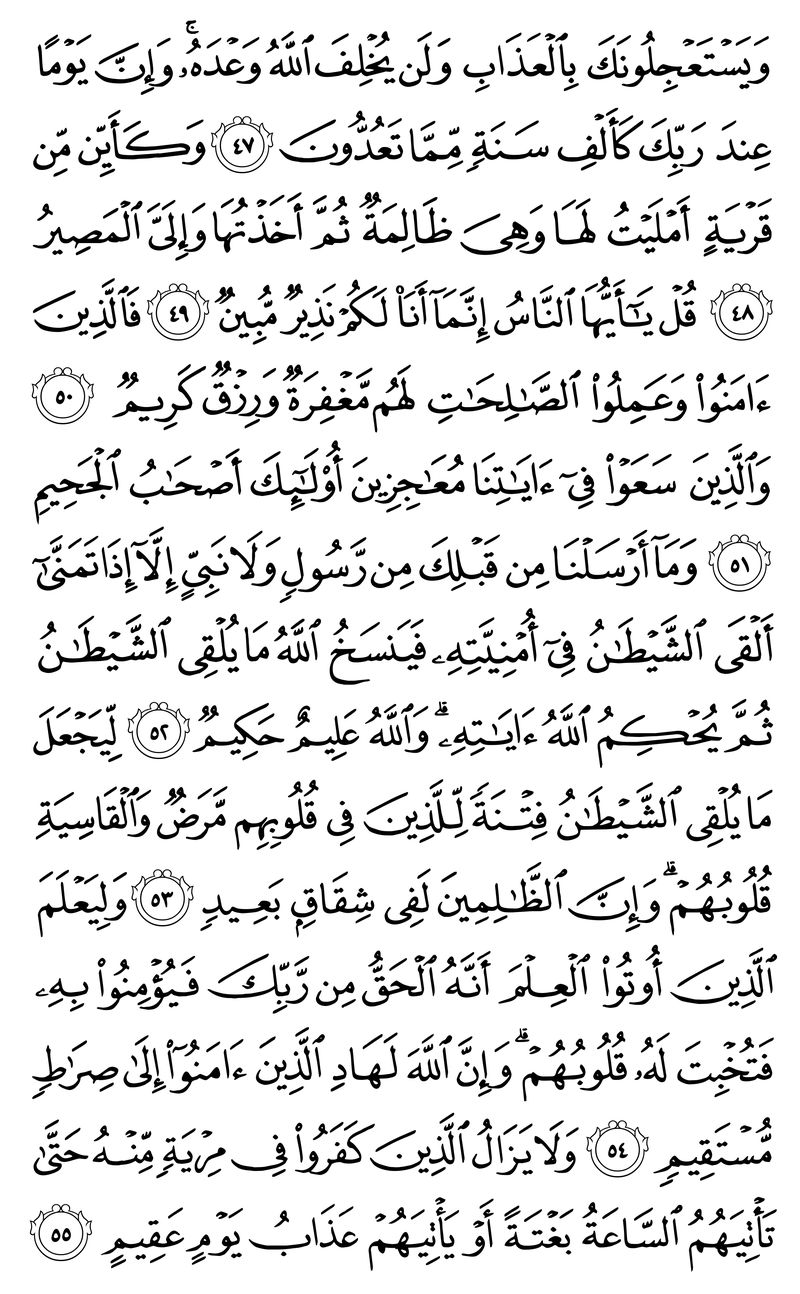 وَيَسْتَعْجِلُونَكَ بِٱلْعَذَابِ وَلَن يُخْلِفَ ٱللَّهُ وَعْدَهُۥۚ وَإِنَّ يَوْمًا
عِندَ رَبِّكَ كَأَلْفِ سَنَةٍ مِّمَّا تَعُدُّونَ ٤٧ وَكَأَيِّن مِّن
قَرْيَةٍ أَمْلَيْتُ لَهَا وَهِىَ ظَالِمَةٌ ثُمَّ أَخَذْتُهَا وَإِلَىَّ ٱلْمَصِيرُ
٤٨ قُلْ يَٰٓأَيُّهَا ٱلنَّاسُ إِنَّمَآ أَنَا۠ لَكُمْ نَذِيرٌ مُّبِينٌ ٤٩ فَٱلَّذِينَ
ءَامَنُوا۟ وَعَمِلُوا۟ ٱلصَّٰلِحَٰتِ لَهُم مَّغْفِرَةٌ وَرِزْقٌ كَرِيمٌ ٥٠
وَٱلَّذِينَ سَعَوْا۟ فِىٓ ءَايَٰتِنَا مُعَٰجِزِينَ أُو۟لَٰٓئِكَ أَصْحَٰبُ ٱلْجَحِيمِ
٥١ وَمَآ أَرْسَلْنَا مِن قَبْلِكَ مِن رَّسُولٍ وَلَا نَبِىٍّ إِلَّآ إِذَا تَمَنَّىٰٓ
أَلْقَى ٱلشَّيْطَٰنُ فِىٓ أُمْنِيَّتِهِۦ فَيَنسَخُ ٱللَّهُ مَا يُلْقِى ٱلشَّيْطَٰنُ
ثُمَّ يُحْكِمُ ٱللَّهُ ءَايَٰتِهِۦۗ وَٱللَّهُ عَلِيمٌ حَكِيمٌ ٥٢ لِّيَجْعَلَ
مَا يُلْقِى ٱلشَّيْطَٰنُ فِتْنَةً لِّلَّذِينَ فِى قُلُوبِهِم مَّرَضٌ وَٱلْقَاسِيَةِ
قُلُوبُهُمْۗ وَإِنَّ ٱلظَّٰلِمِينَ لَفِى شِقَاقٍۭ بَعِيدٍ ٥٣ وَلِيَعْلَمَ
ٱلَّذِينَ أُوتُوا۟ ٱلْعِلْمَ أَنَّهُ ٱلْحَقُّ مِن رَّبِّكَ فَيُؤْمِنُوا۟ بِهِۦ
فَتُخْبِتَ لَهُۥ قُلُوبُهُمْۗ وَإِنَّ ٱللَّهَ لَهَادِ ٱلَّذِينَ ءَامَنُوٓا۟ إِلَىٰ صِرَٰطٍ
مُّسْتَقِيمٍ ٥٤ وَلَا يَزَالُ ٱلَّذِينَ كَفَرُوا۟ فِى مِرْيَةٍ مِّنْهُ حَتَّىٰ
تَأْتِيَهُمُ ٱلسَّاعَةُ بَغْتَةً أَوْ يَأْتِيَهُمْ عَذَابُ يَوْمٍ عَقِيمٍ ٥٥